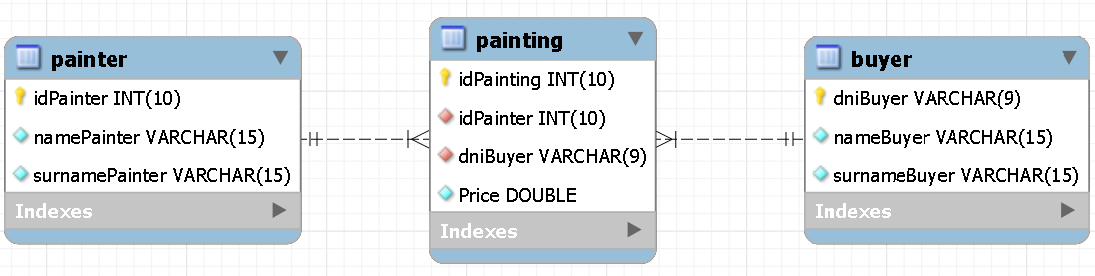 painter
idPainter INT(10)
namePainter VARCHAR(15)
surnamePainter VARCHAR(15)
Indexes
painting
idPainting INT(10)
idPainter INT(10)
dniBuyer VARCHAR(9)
Price DOUBLE
Indexes
buyer
dniBuyer VARCHAR(9)
nameBuyer VARCHAR(15)
surnameBuyer VARCHAR(15)
Indexes